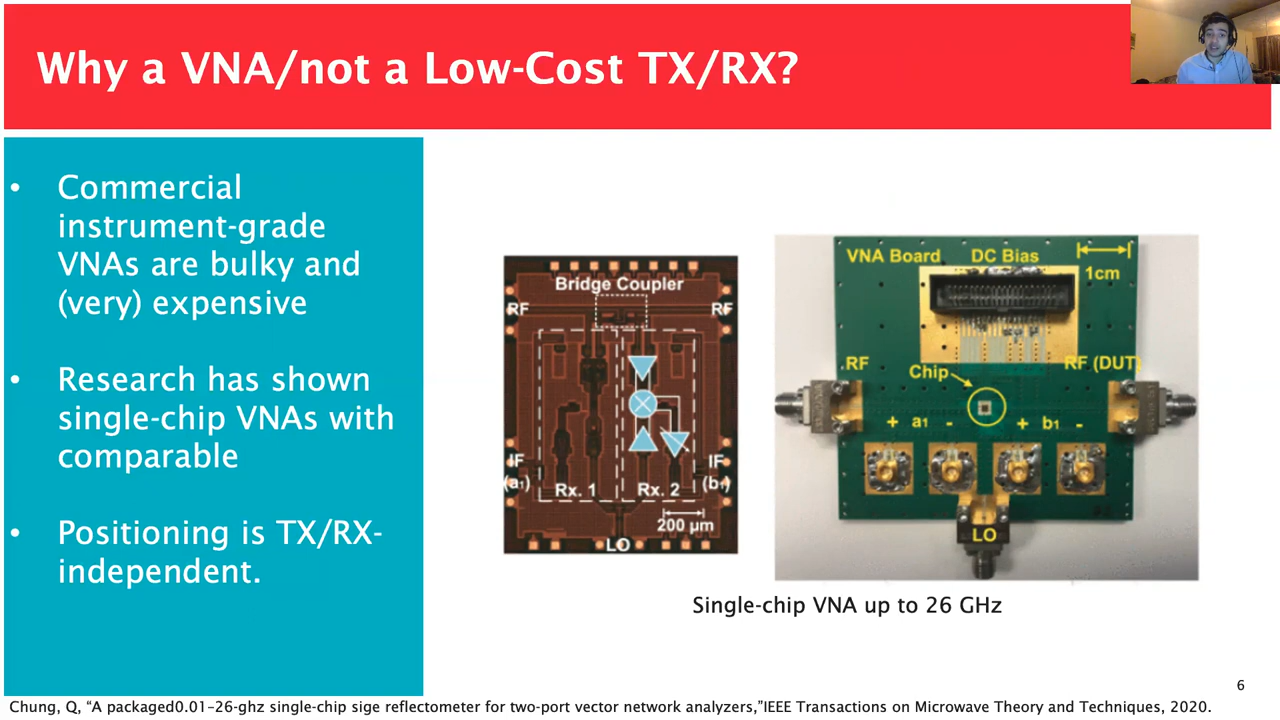 Why a VNA/not a Low-Cost TX/RX?
• Commercial
instrument-grade
VNAs are bulky and
(very) expensive
• Research has shown
single-chip VNAs with
comparable
• Positioning is TX/RX-
independent.
Bridge Coupler
RF RF
IF IF
(a₁) (b₁)
Rx. 1 Rx. 2
200 µm
LO
VNA Board DC Bias
1cm
RF RF (DUT)
Chip
+ a₁ - + b₁ -
LO
Single-chip VNA up to 26 GHz
6
Chung, Q, “A packaged0.01–26-ghz single-chip sige reflectometer for two-port vector network analyzers,”IEEE Transactions on Microwave Theory and Techniques, 2020.